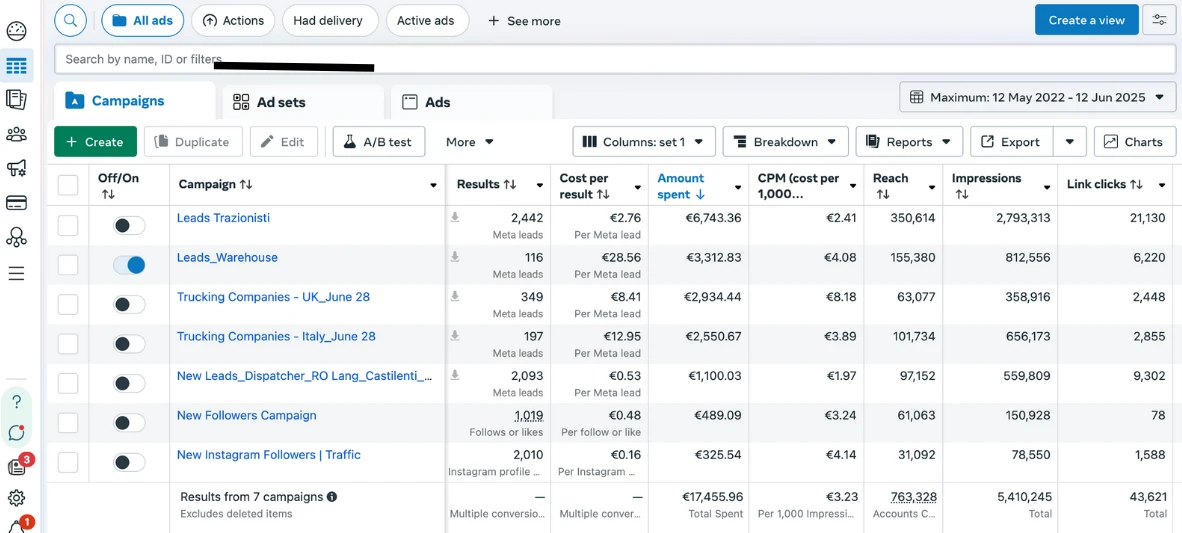 All ads Actions Had delivery Active ads + See more Create a view
Search by name, ID or filters
Campaigns Ad sets Ads Maximum: 12 May 2022 - 12 Jun 2025
+ Create Duplicate Edit A/B test More Columns: set 1 Breakdown Reports Export Charts
Off/On Campaign Results Cost per result Amount spent CPM (cost per 1,000... Reach Impressions Link clicks
Leads Trazionisti 2,442 €2.76 €6,743.36 €2.41 350,614 2,793,313 21,130
Meta leads Per Meta lead
Leads_Warehouse 116 €28.56 €3,312.83 €4.08 155,380 812,556 6,220
Meta leads Per Meta lead
Trucking Companies - UK_June 28 349 €8.41 €2,934.44 €8.18 63,077 358,916 2,448
Meta leads Per Meta lead
Trucking Companies - Italy_June 28 197 €12.95 €2,550.67 €3.89 101,734 656,173 2,855
Meta leads Per Meta lead
New Leads_Dispatcher_RO Lang_Castilenti_... 2,093 €0.53 €1,100.03 €1.97 97,152 559,809 9,302
Meta leads Per Meta lead
New Followers Campaign 1,019 €0.48 €489.09 €3.24 61,063 150,928 78
Follows or likes Per follow or like
New Instagram Followers | Traffic 2,010 €0.16 €325.54 €4.14 31,092 78,550 1,588
Instagram profile ... Per Instagram ...
Results from 7 campaigns — — €17,455.96 €3.23 763,328 5,410,245 43,621
Excludes deleted items Multiple conversio... Multiple conver... Total Spent Per 1,000 Impressi... Accounts C... Total Total
?
3
1